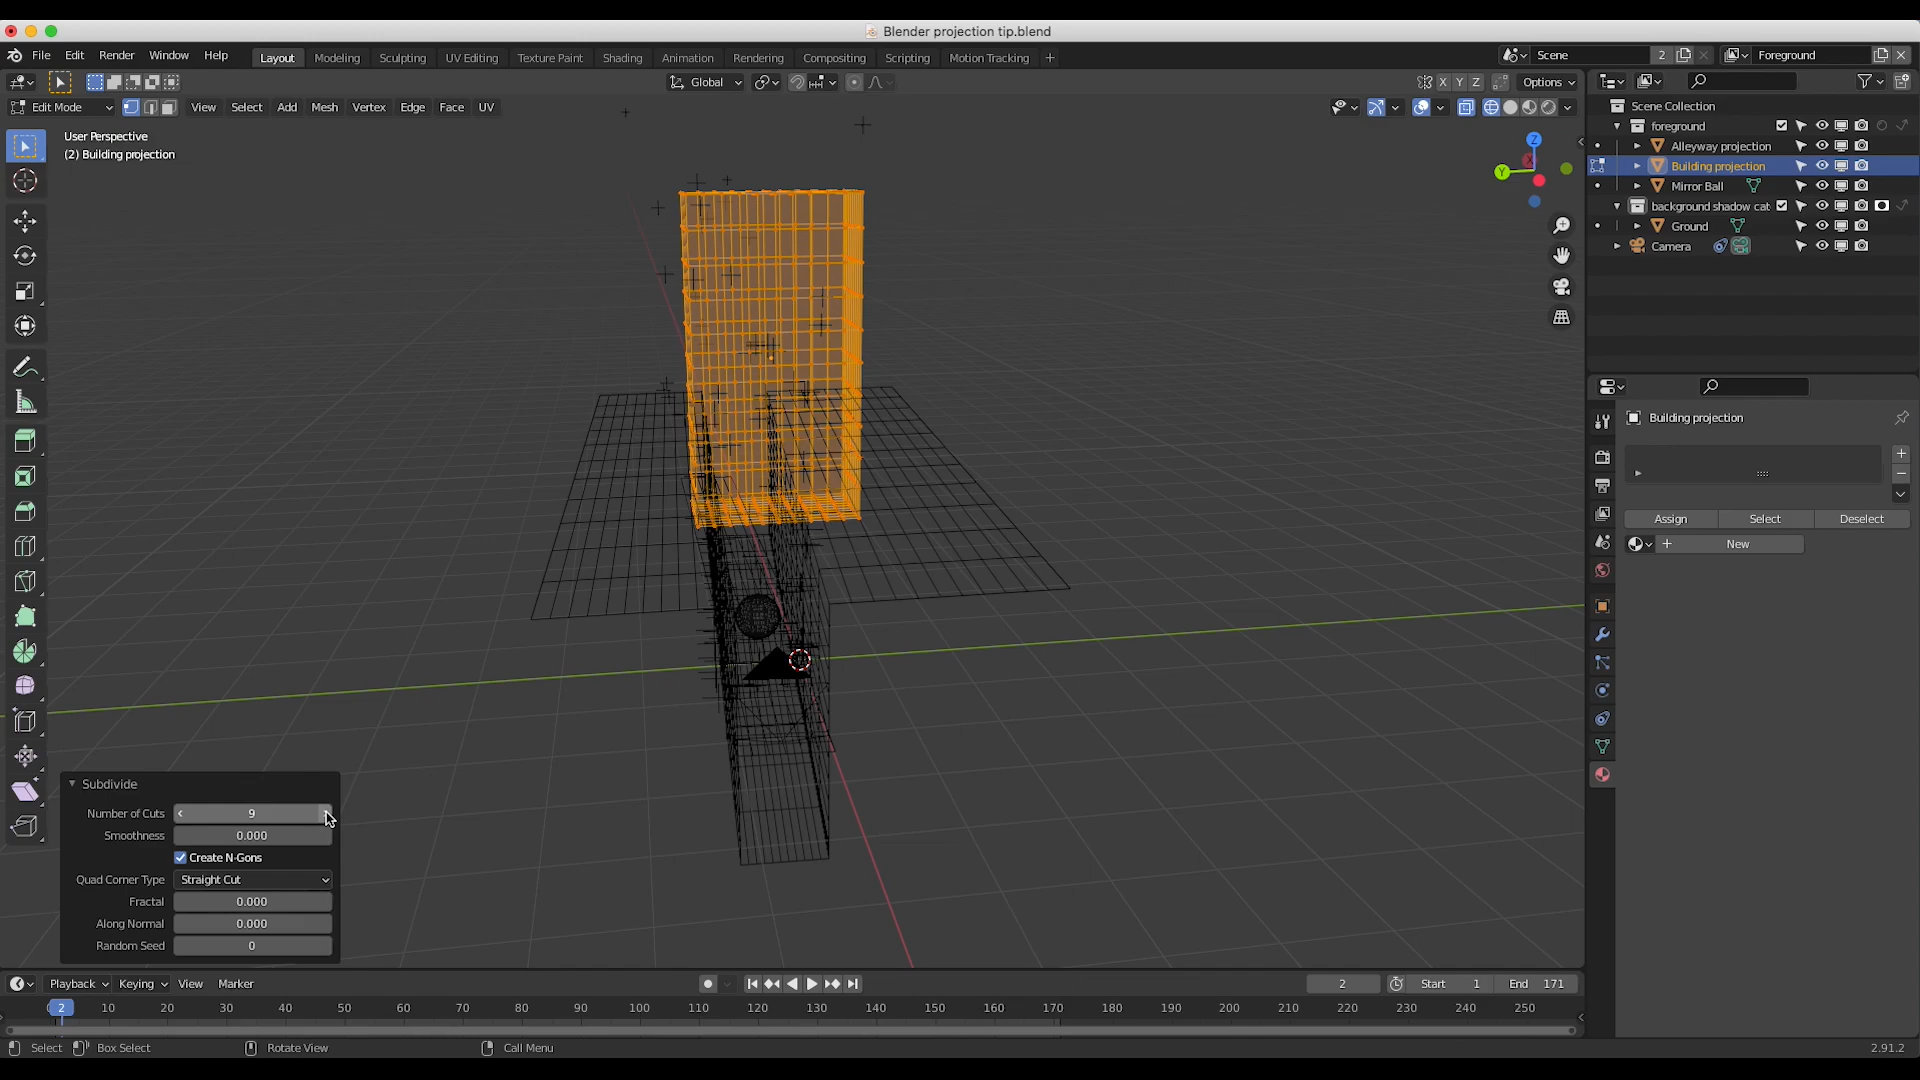 Blender projection tip.blend
File Edit Render Window Help Layout Modeling Sculpting UV Editing Texture Paint Shading Animation Rendering Compositing Scripting Motion Tracking + Scene 2 Foreground
Global X Y Z Options
Edit Mode View Select Add Mesh Vertex Edge Face UV
User Perspective
(2) Building projection
Z
X
Y
Scene Collection
foreground
Alleyway projection
Building projection
Mirror Ball
background shadow cat
Ground
Camera
Building projection
Assign Select Deselect
New
Subdivide
Number of Cuts 9
Smoothness 0.000
Create N-Gons
Quad Corner Type Straight Cut
Fractal 0.000
Along Normal 0.000
Random Seed 0
Playback Keying View Marker 2 Start 1 End 171
2 10 20 30 40 50 60 70 80 90 100 110 120 130 140 150 160 170 180 190 200 210 220 230 240 250
Select Box Select Rotate View Call Menu 2.91.2